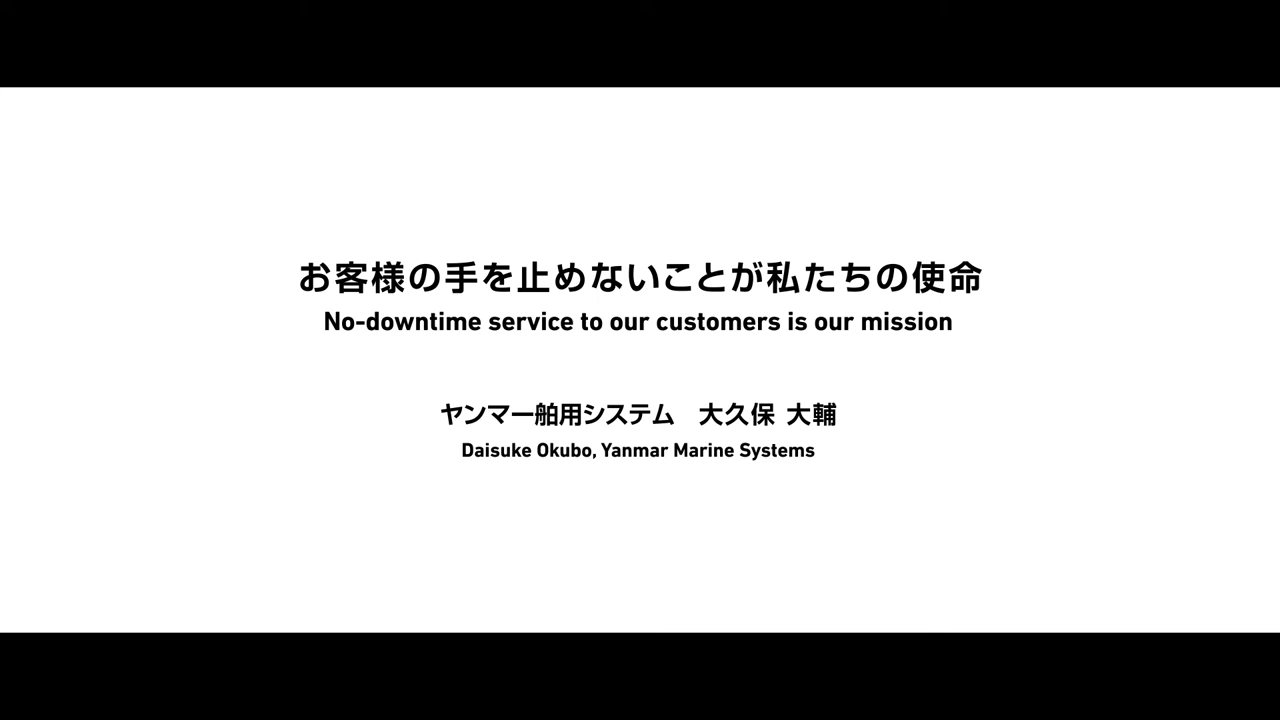 お客様の手を止めないことが私たちの使命
No-downtime service to our customers is our mission
ヤンマー舶用システム　大久保 大輔
Daisuke Okubo, Yanmar Marine Systems